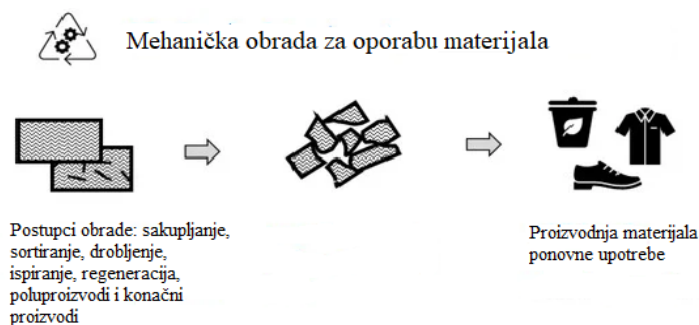 Mehanička obrada za oporabu materijala
Postupci obrade: sakupljanje,
sortiranje, drobljenje,
ispiranje, regeneracija,
poluproizvodi i konačni
proizvodi
Proizvodnja materijala
ponovne upotrebe